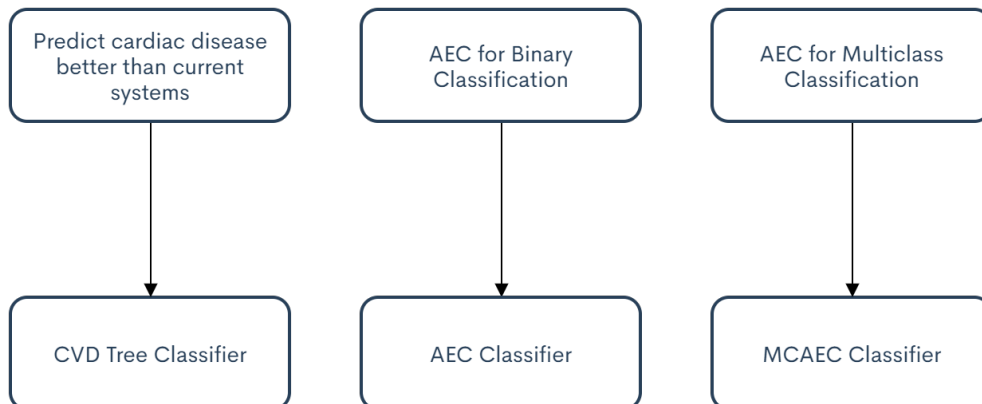 Predict cardiac disease
better than current
systems
AEC for Binary
Classification
AEC for Multiclass
Classification
CVD Tree Classifier
AEC Classifier
MCAEC Classifier